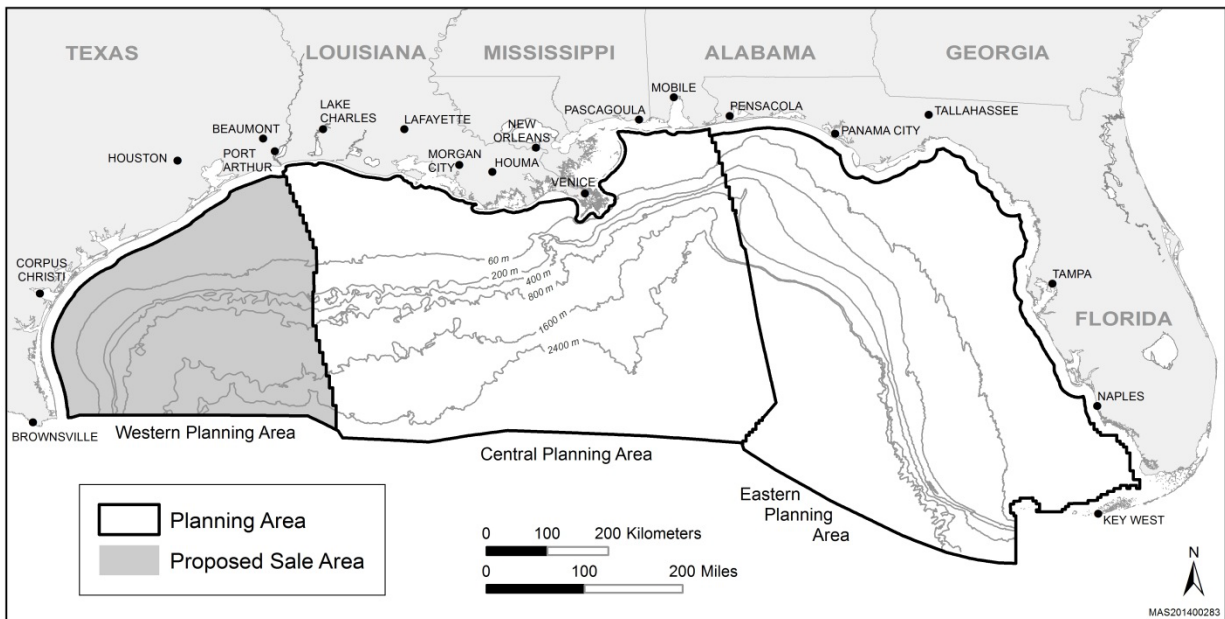 TEXAS
LOUISIANA
MISSISSIPPI
ALABAMA
GEORGIA
MOBILE
PASCAGOULA
PENSACOLA
TALLAHASSEE
PANAMA CITY
LAKE
CHARLES
LAFAYETTE
NEW
ORLEANS
BEAUMONT
HOUSTON
PORT
ARTHUR
MORGAN
CITY
HOUMA
VENICE
CORPUS
CHRISTI
60 m
200 m
400 m
800 m
1600 m
2400 m
TAMPA
FLORIDA
NAPLES
BROWNSVILLE
Western Planning Area
Central Planning Area
Eastern
Planning
Area
KEY WEST
Planning Area
Proposed Sale Area
0 100 200 Kilometers
0 100 200 Miles
N
MAS201400283